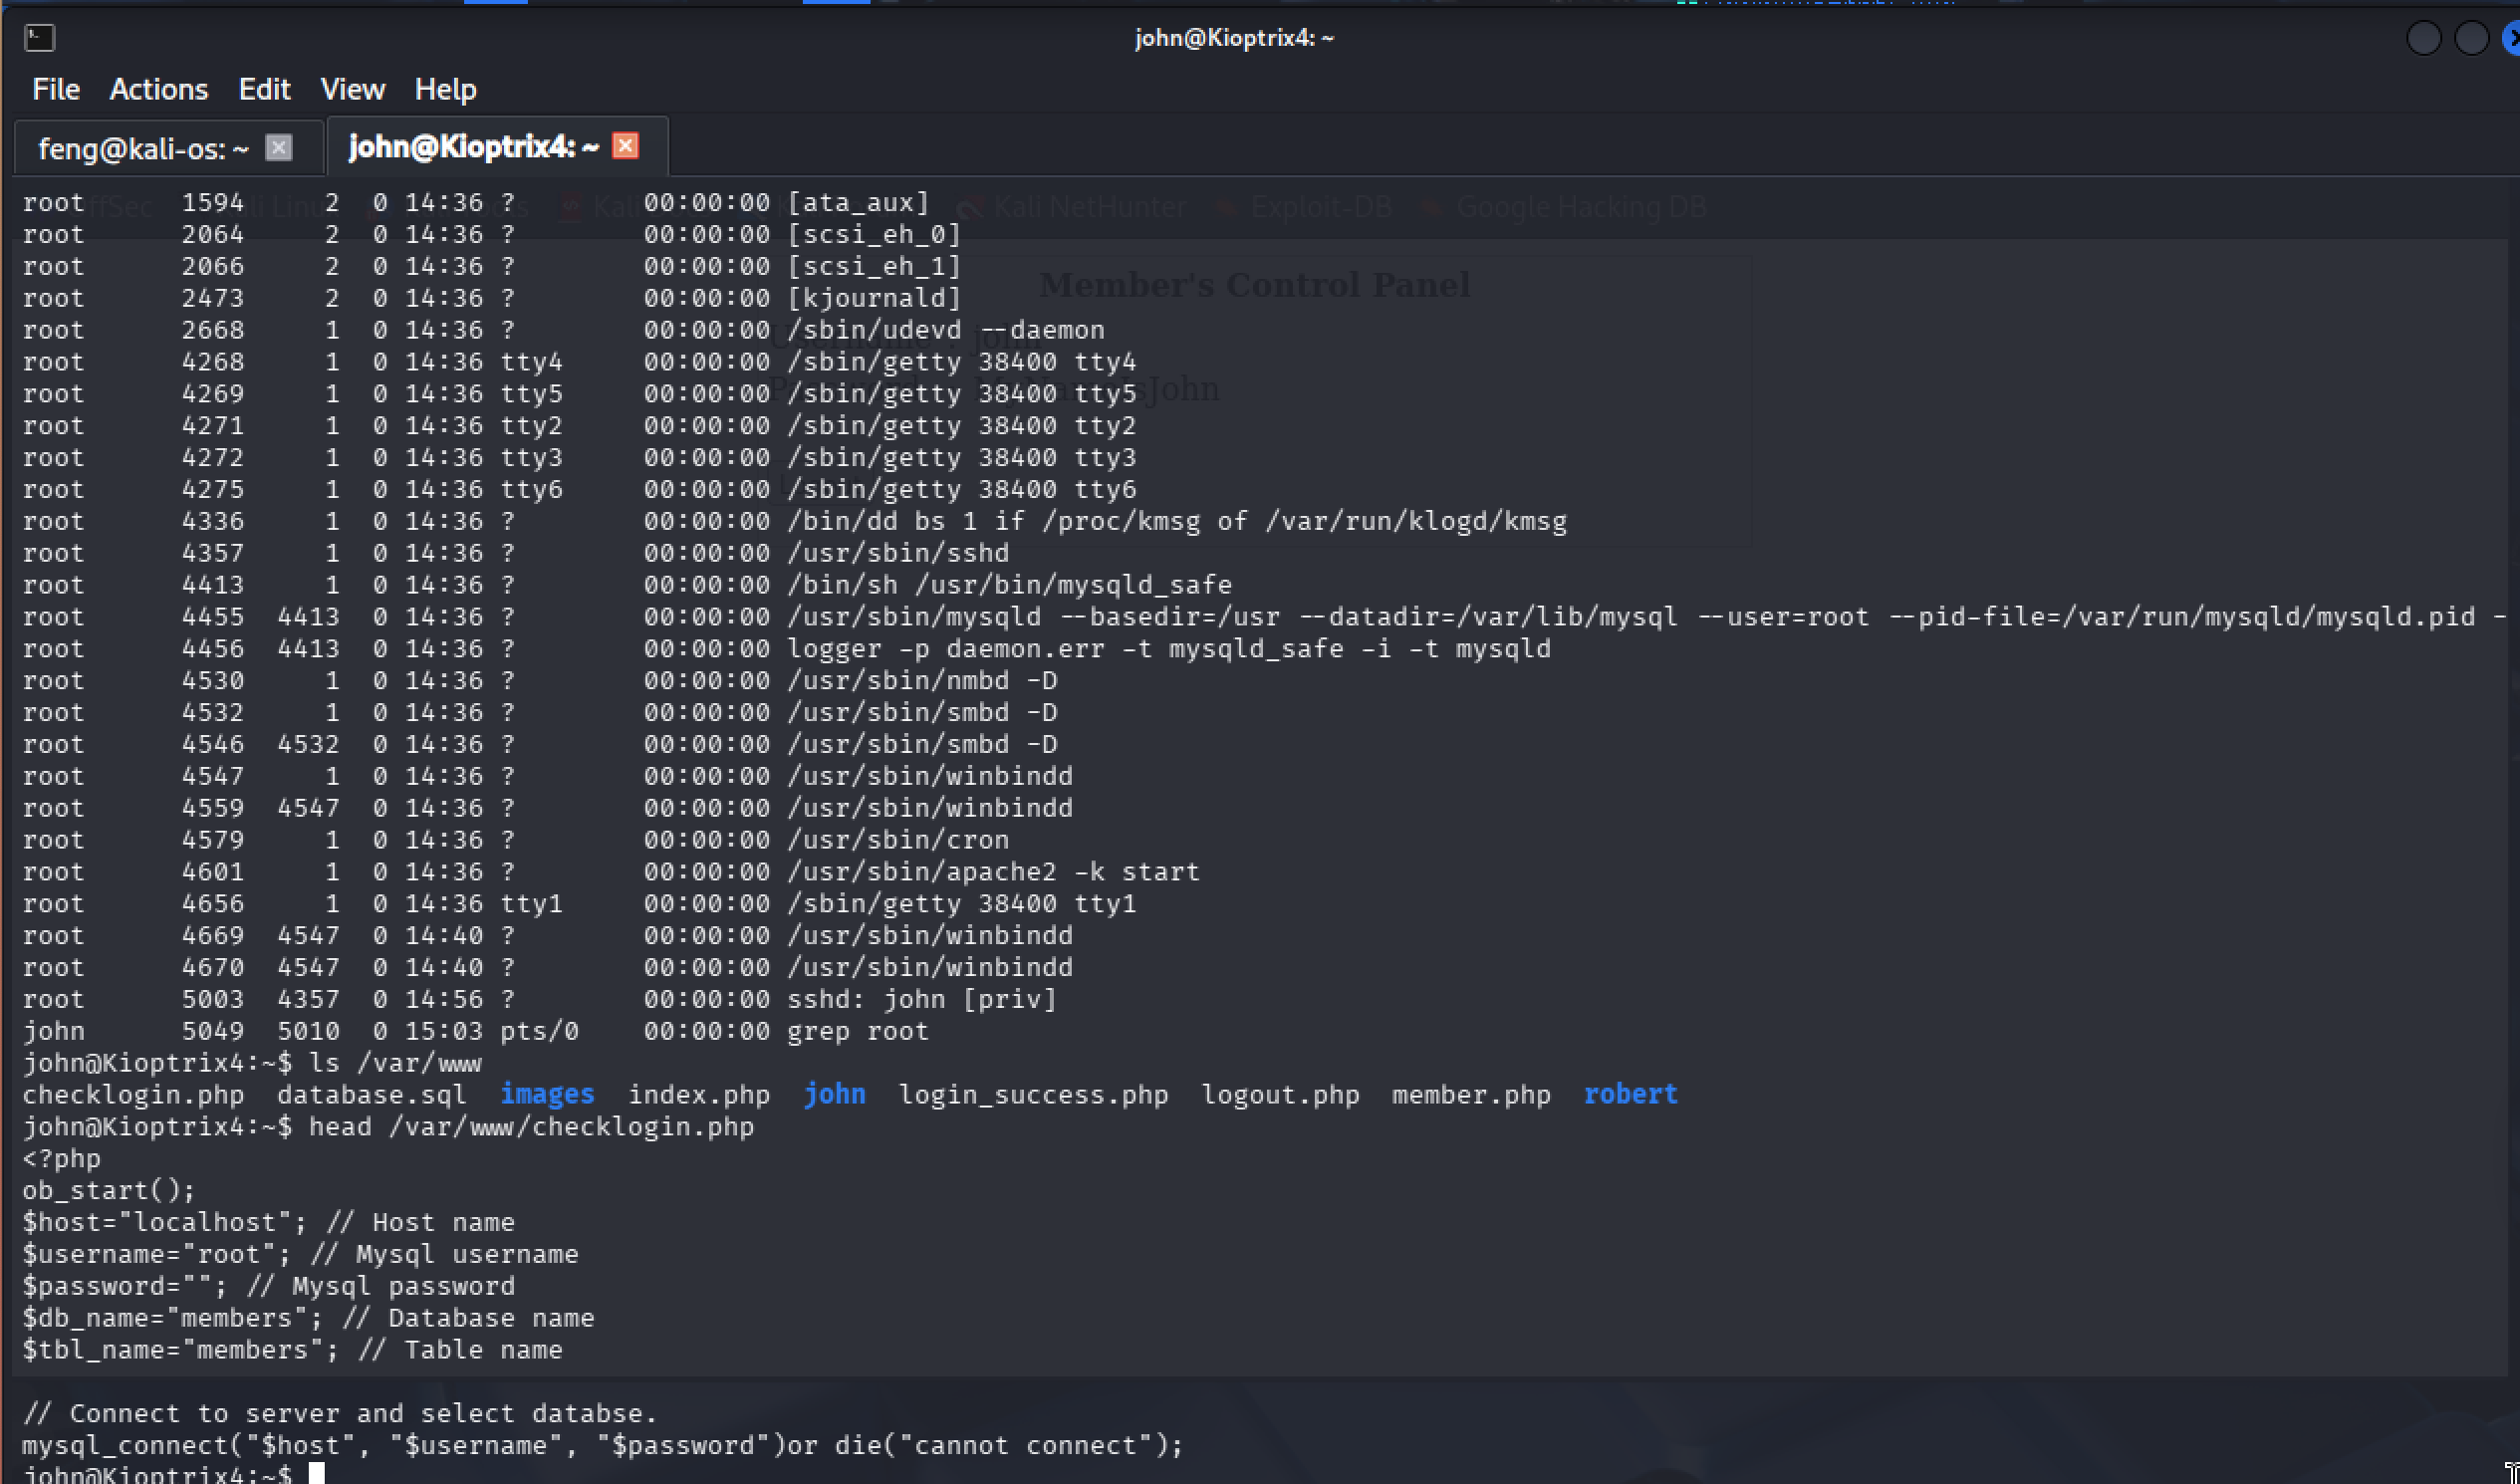 john@Kioptrix4: ~
File Actions Edit View Help
feng@kali-os: ~ john@Kioptrix4: ~
OffSec Kali Linux Kali Kali NetHunter Exploit-DB Google Hacking DB
root 1594 2 0 14:36 ? 00:00:00 [ata_aux]
root 2064 2 0 14:36 ? 00:00:00 [scsi_eh_0]
root 2066 2 0 14:36 ? 00:00:00 [scsi_eh_1]
Member's Control Panel
root 2473 2 0 14:36 ? 00:00:00 [kjournald]
root 2668 1 0 14:36 ? 00:00:00 /sbin/udevd --daemon
Username : john
root 4268 1 0 14:36 tty4 00:00:00 /sbin/getty 38400 tty4
Password : MyNameIsJohn
root 4269 1 0 14:36 tty5 00:00:00 /sbin/getty 38400 tty5
root 4271 1 0 14:36 tty2 00:00:00 /sbin/getty 38400 tty2
root 4272 1 0 14:36 tty3 00:00:00 /sbin/getty 38400 tty3
root 4275 1 0 14:36 tty6 00:00:00 /sbin/getty 38400 tty6
root 4336 1 0 14:36 ? 00:00:00 /bin/dd bs 1 if /proc/kmsg of /var/run/klogd/kmsg
root 4357 1 0 14:36 ? 00:00:00 /usr/sbin/sshd
root 4413 1 0 14:36 ? 00:00:00 /bin/sh /usr/bin/mysqld_safe
root 4455 4413 0 14:36 ? 00:00:00 /usr/sbin/mysqld --basedir=/usr --datadir=/var/lib/mysql --user=root --pid-file=/var/run/mysqld/mysqld.pid -
root 4456 4413 0 14:36 ? 00:00:00 logger -p daemon.err -t mysqld_safe -i -t mysqld
root 4530 1 0 14:36 ? 00:00:00 /usr/sbin/nmbd -D
root 4532 1 0 14:36 ? 00:00:00 /usr/sbin/smbd -D
root 4546 4532 0 14:36 ? 00:00:00 /usr/sbin/smbd -D
root 4547 1 0 14:36 ? 00:00:00 /usr/sbin/winbindd
root 4559 4547 0 14:36 ? 00:00:00 /usr/sbin/winbindd
root 4579 1 0 14:36 ? 00:00:00 /usr/sbin/cron
root 4601 1 0 14:36 ? 00:00:00 /usr/sbin/apache2 -k start
root 4656 1 0 14:36 tty1 00:00:00 /sbin/getty 38400 tty1
root 4669 4547 0 14:40 ? 00:00:00 /usr/sbin/winbindd
root 4670 4547 0 14:40 ? 00:00:00 /usr/sbin/winbindd
root 5003 4357 0 14:56 ? 00:00:00 sshd: john [priv]
john 5049 5010 0 15:03 pts/0 00:00:00 grep root
john@Kioptrix4:~$ ls /var/www
checklogin.php database.sql images index.php john login_success.php logout.php member.php robert
john@Kioptrix4:~$ head /var/www/checklogin.php
<?php
ob_start();
$host="localhost"; // Host name
$username="root"; // Mysql username
$password=""; // Mysql password
$db_name="members"; // Database name
$tbl_name="members"; // Table name
// Connect to server and select databse.
mysql_connect("$host", "$username", "$password")or die("cannot connect");
john@Kioptrix4:~$